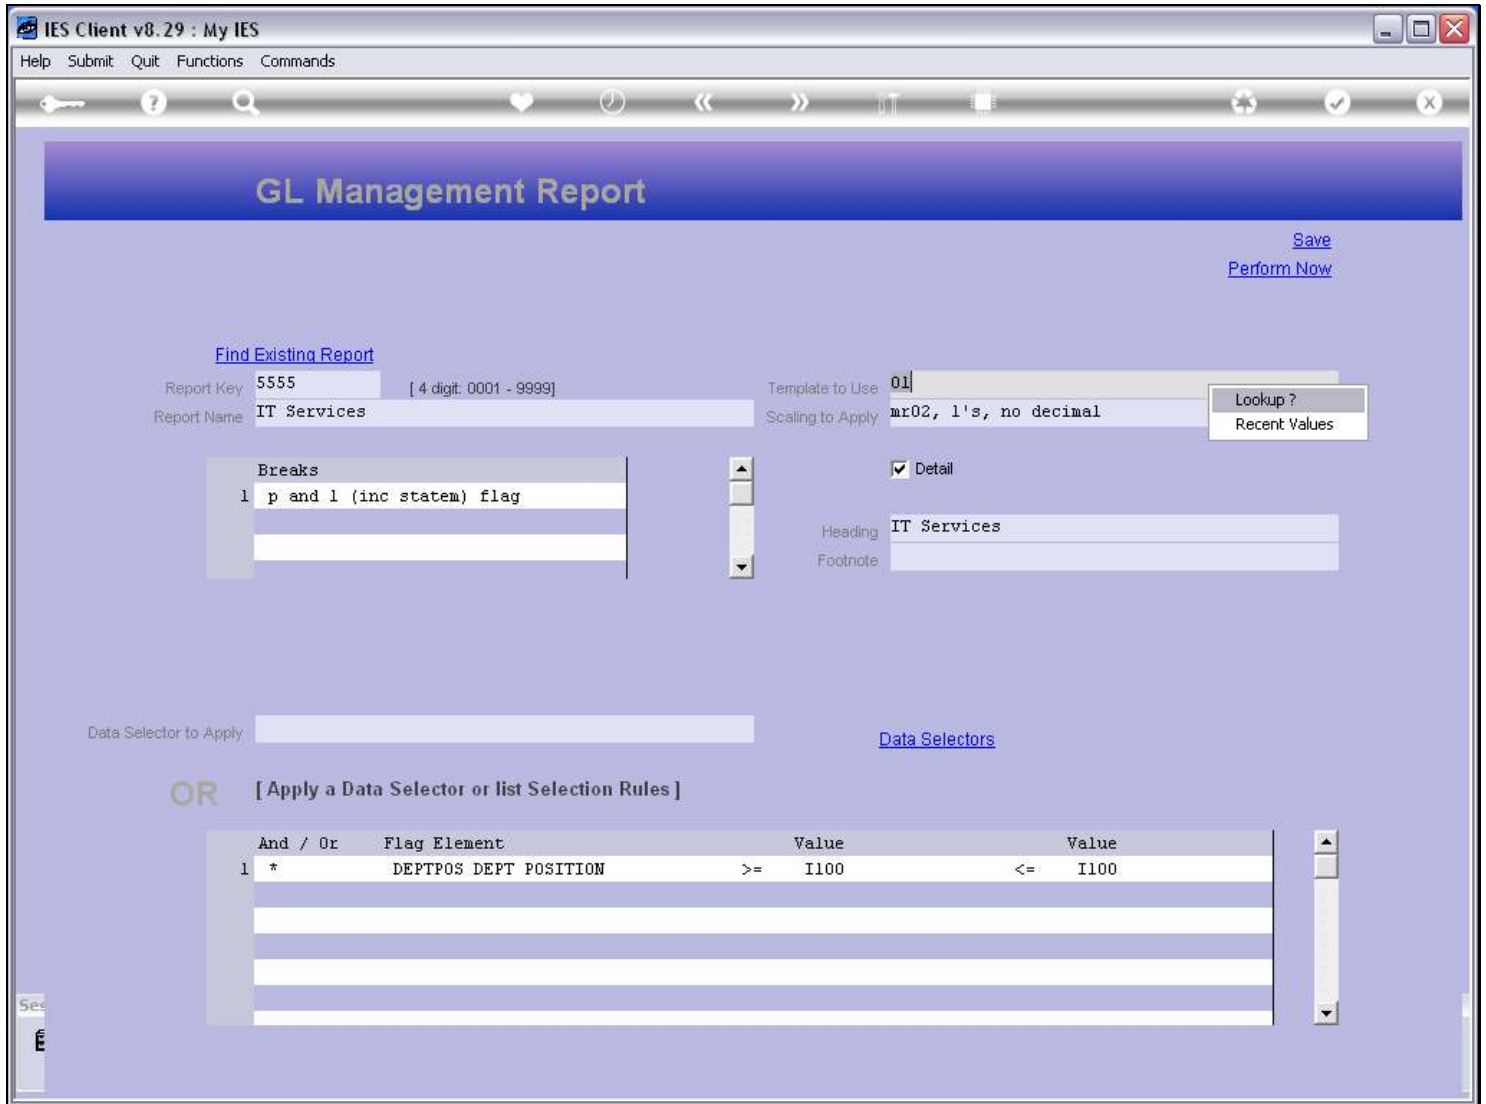 IES Client v8.29 : My IES
Help Submit Quit Functions Commands
GL Management Report
Save
Perform Now
Find Existing Report
Report Key 5555 [ 4 digit: 0001 - 9999] Template to Use 01
Lookup ?
Report Name IT Services Scaling to Apply mr02, 1's, no decimal
Recent Values
Breaks Detail
1 p and l (inc statem) flag
Heading IT Services
Footnote
Data Selector to Apply Data Selectors
OR [ Apply a Data Selector or list Selection Rules ]
And / Or Flag Element Value Value
1 * DEPTPOS DEPT POSITION >= I100 <= I100
Ses